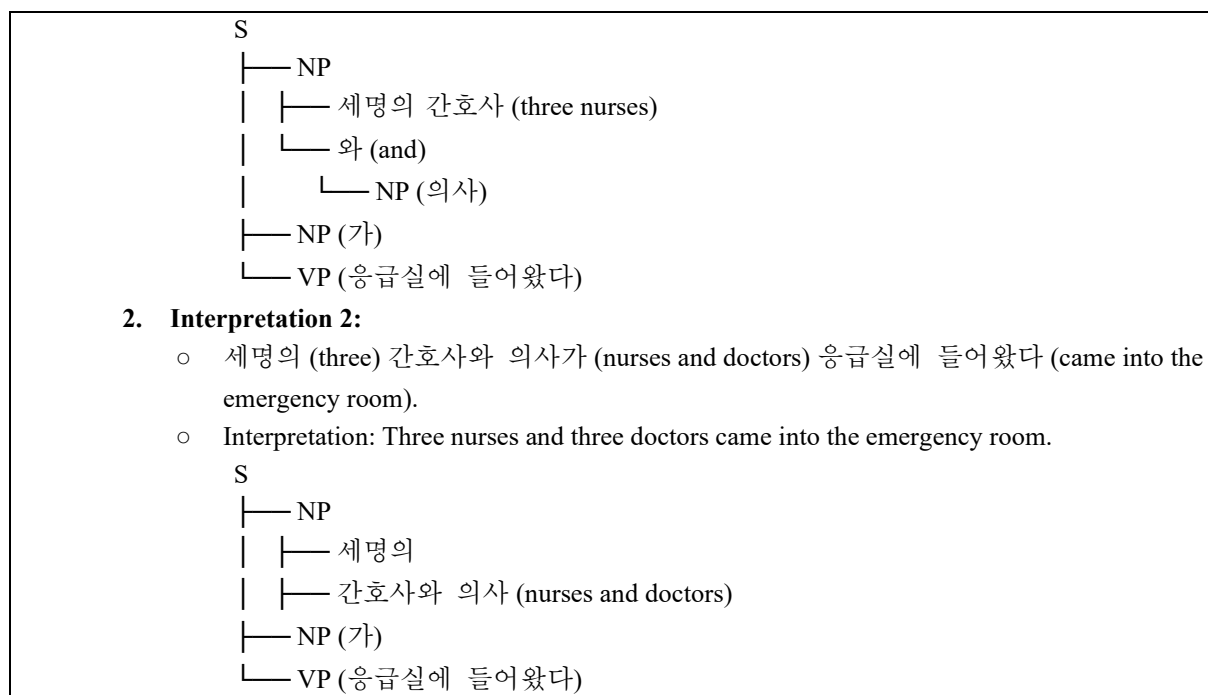 S
├── NP
│ ├── 세명의 간호사 (three nurses)
│ └── 와 (and)
│ └── NP (의사)
├── NP (가)
└── VP (응급실에 들어왔다)
2. Interpretation 2:
○ 세명의 (three) 간호사와 의사가 (nurses and doctors) 응급실에 들어왔다 (came into the
emergency room).
○ Interpretation: Three nurses and three doctors came into the emergency room.
S
├── NP
│ ├── 세명의
│ ├── 간호사와 의사 (nurses and doctors)
├── NP (가)
└── VP (응급실에 들어왔다)